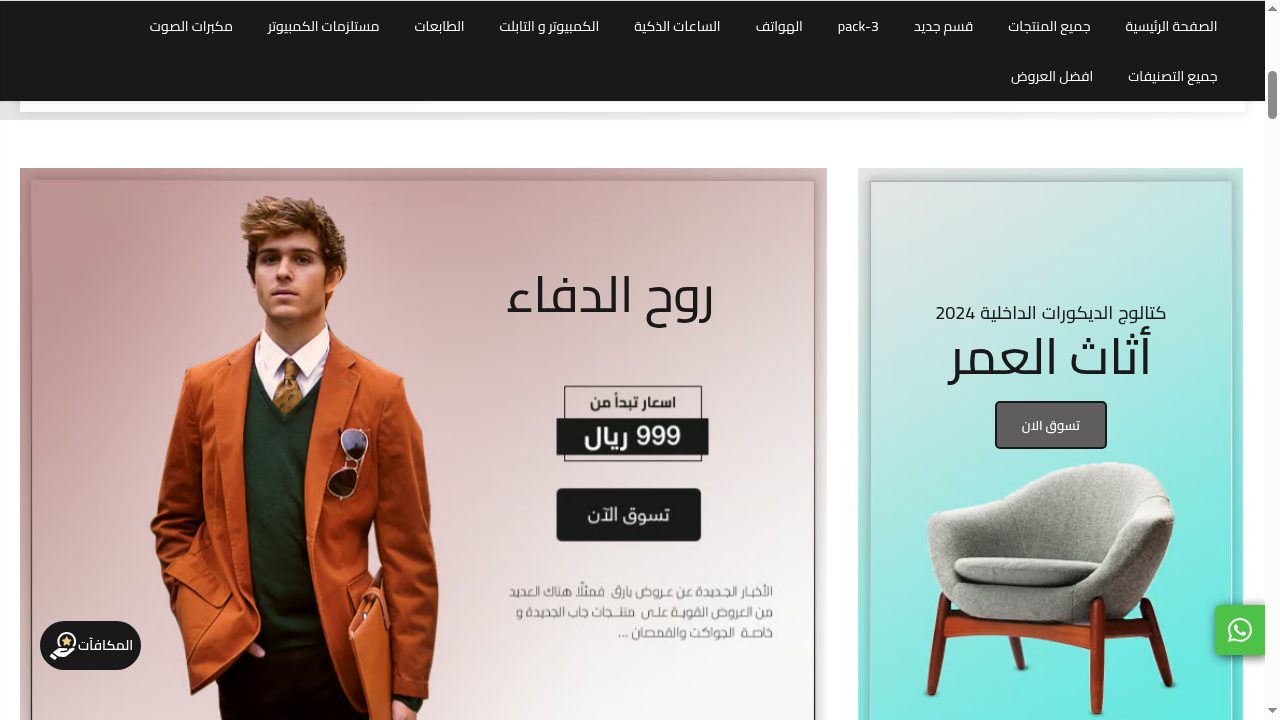 الصفحة الرئيسية
جميع المنتجات
قسم جديد
pack-3
الهواتف
الساعات الذكية
الكمبيوتر و التابلت
الطابعات
مستلزمات الكمبيوتر
مكبرات الصوت
جميع التصنيفات
افضل العروض
كتالوج الديكورات الداخلية 2024
أثاث العمر
تسوق الان
روح الدفاء
اسعار تبدأ من
999 ريال
تسوق الآن
الأخبار الجديدة عن عروض بارق فمثلًا هناك العديد
من العروض القوية على منتجات جاب الجديدة و
خاصة الجواكت والقمصان ...
المكافآت